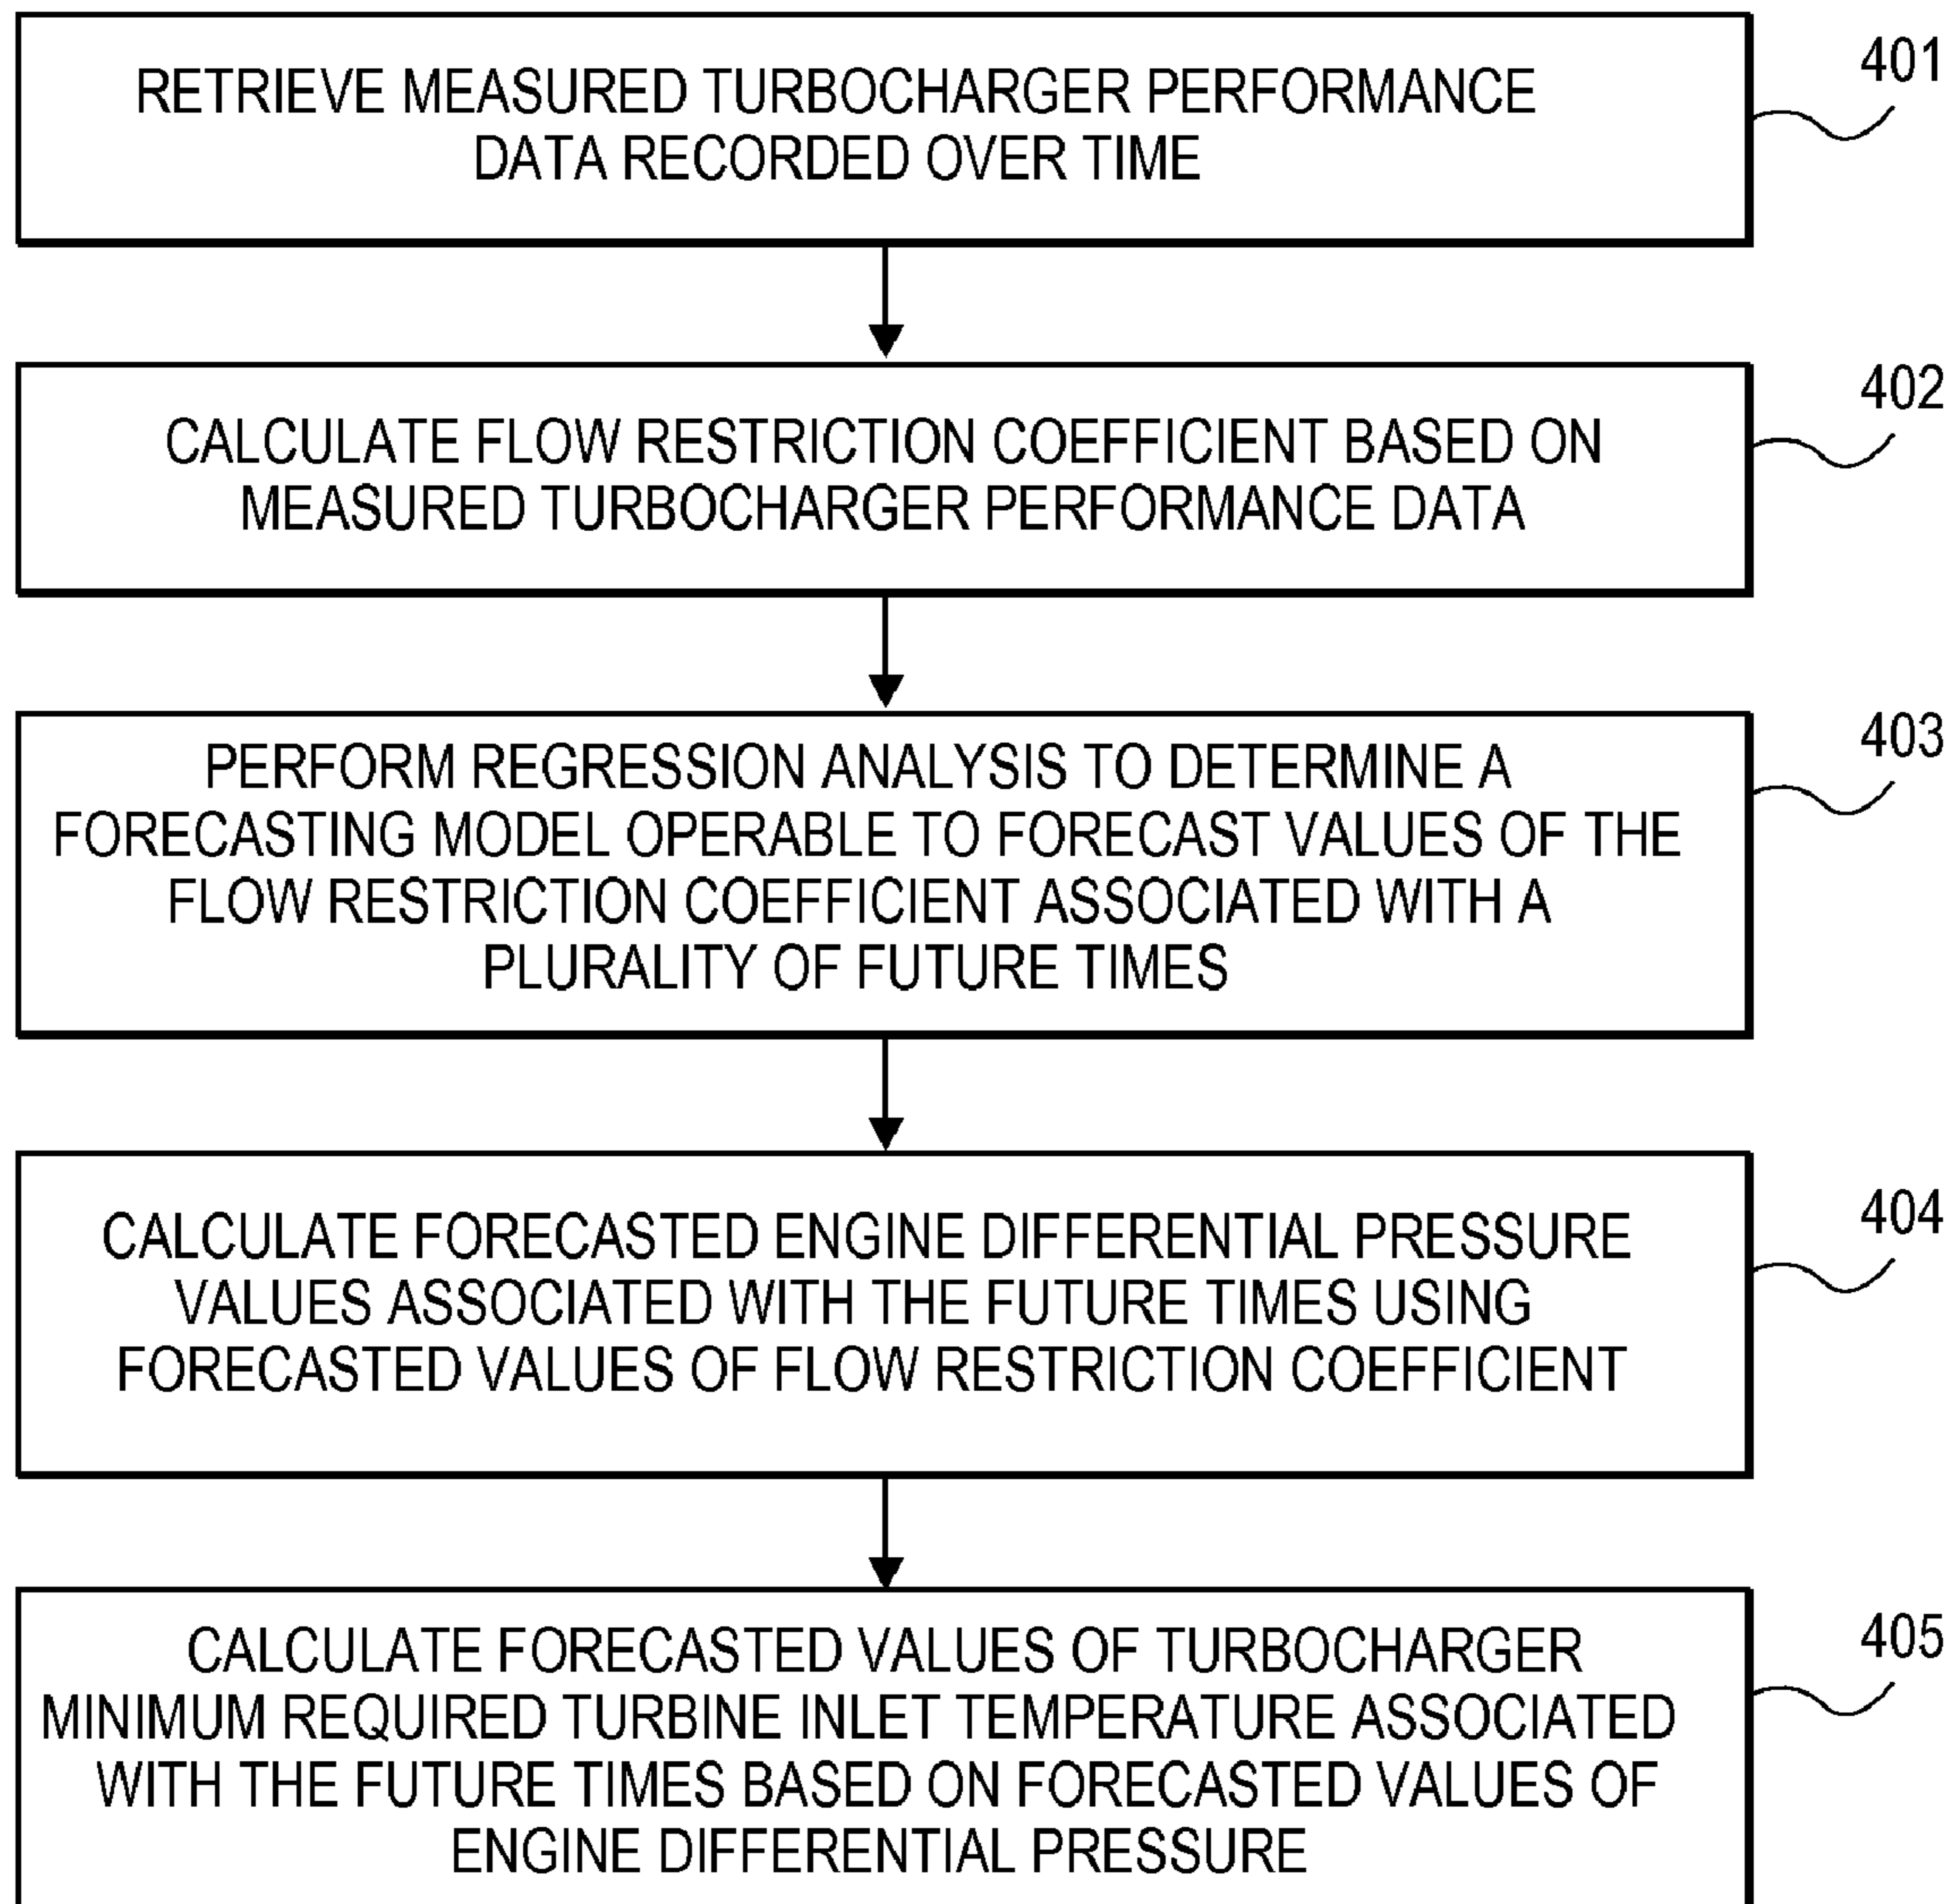 RETRIEVE MEASURED TURBOCHARGER PERFORMANCE
DATA RECORDED OVER TIME
401
CALCULATE FLOW RESTRICTION COEFFICIENT BASED ON
MEASURED TURBOCHARGER PERFORMANCE DATA
402
PERFORM REGRESSION ANALYSIS TO DETERMINE A
FORECASTING MODEL OPERABLE TO FORECAST VALUES OF THE
FLOW RESTRICTION COEFFICIENT ASSOCIATED WITH A
PLURALITY OF FUTURE TIMES
403
CALCULATE FORECASTED ENGINE DIFFERENTIAL PRESSURE
VALUES ASSOCIATED WITH THE FUTURE TIMES USING
FORECASTED VALUES OF FLOW RESTRICTION COEFFICIENT
404
CALCULATE FORECASTED VALUES OF TURBOCHARGER
MINIMUM REQUIRED TURBINE INLET TEMPERATURE ASSOCIATED
WITH THE FUTURE TIMES BASED ON FORECASTED VALUES OF
ENGINE DIFFERENTIAL PRESSURE
405